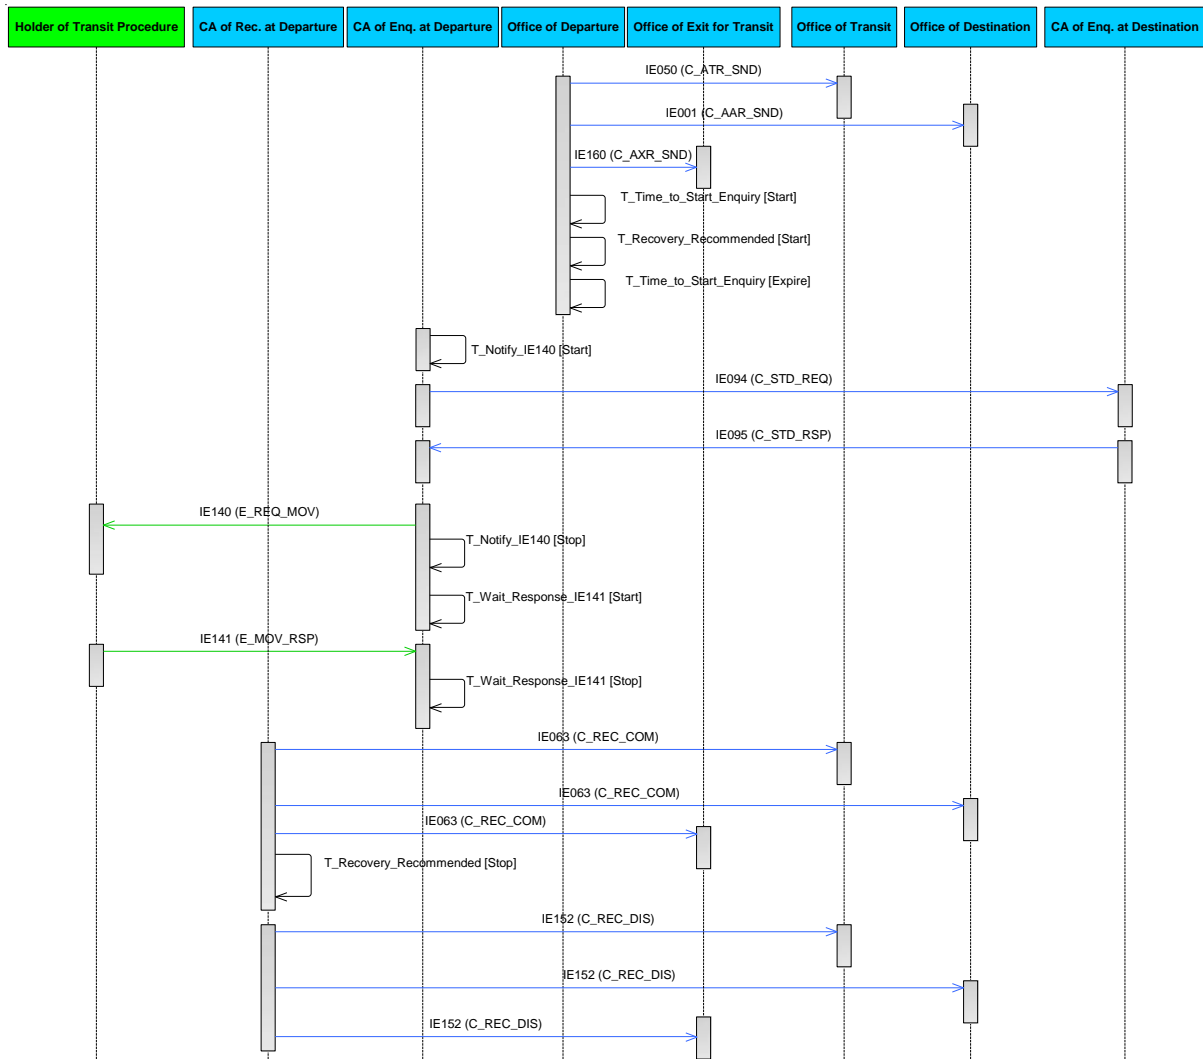 Holder of Transit Procedure
CA of Rec. at Departure
CA of Enq. at Departure
Office of Departure
Office of Exit for Transit
Office of Transit
Office of Destination
CA of Enq. at Destination
IE050 (C_ATR_SND)
IE001 (C_AAR_SND)
IE160 (C_AXR_SND)
T_Time_to_Start_Enquiry [Start]
T_Recovery_Recommended [Start]
T_Time_to_Start_Enquiry [Expire]
T_Notify_IE140 [Start]
IE094 (C_STD_REQ)
IE095 (C_STD_RSP)
IE140 (E_REQ_MOV)
T_Notify_IE140 [Stop]
T_Wait_Response_IE141 [Start]
IE141 (E_MOV_RSP)
T_Wait_Response_IE141 [Stop]
IE063 (C_REC_COM)
IE063 (C_REC_COM)
IE063 (C_REC_COM)
T_Recovery_Recommended [Stop]
IE152 (C_REC_DIS)
IE152 (C_REC_DIS)
IE152 (C_REC_DIS)